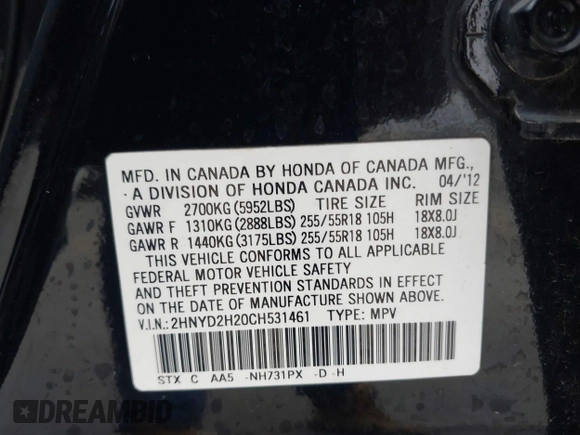 MFD. IN CANADA BY HONDA OF CANADA MFG.,
A DIVISION OF HONDA CANADA INC. 04/'12
GVWR 2700KG (5952LBS) TIRE SIZE RIM SIZE
GAWR F 1310KG (2888LBS) 255/55R18 105H 18X8.0J
GAWR R 1440KG (3175LBS) 255/55R18 105H 18X8.0J
THIS VEHICLE CONFORMS TO ALL APPLICABLE
FEDERAL MOTOR VEHICLE SAFETY
AND THEFT PREVENTION STANDARDS IN EFFECT
ON THE DATE OF MANUFACTURE SHOWN ABOVE.
V.I.N.: 2HNYD2H20CH531461 TYPE: MPV
STX C AA5 -NH731PX -D -H
DREAMBID